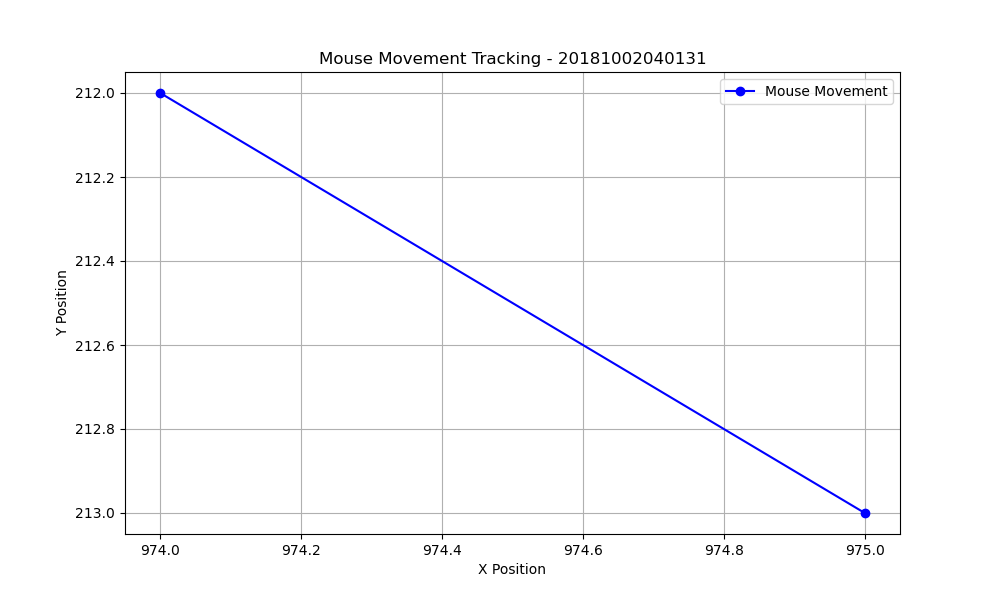 Mouse Movement Tracking - 20181002040131
Mouse Movement
212.0
212.2
212.4
212.6
212.8
213.0
Y Position
974.0 974.2 974.4 974.6 974.8 975.0
X Position